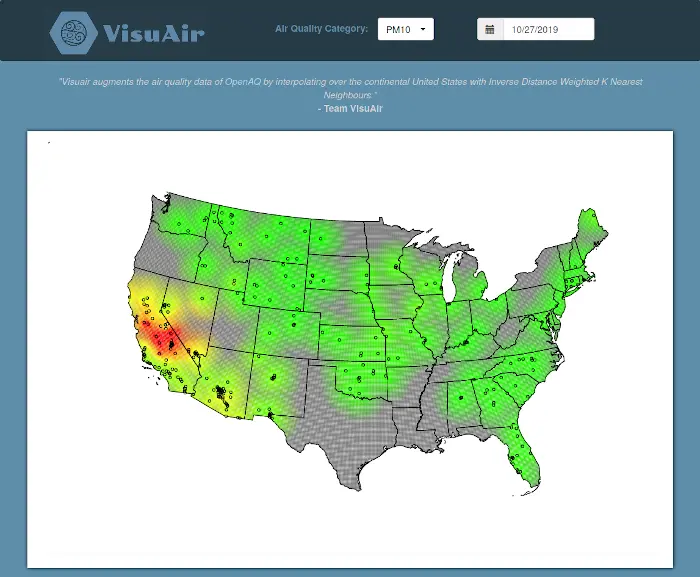 VisuAir
Air Quality Category:
PM10
10/27/2019
"Visuair augments the air quality data of OpenAQ by interpolating over the continental United States with Inverse Distance Weighted K Nearest
Neighbours."
- Team VisuAir